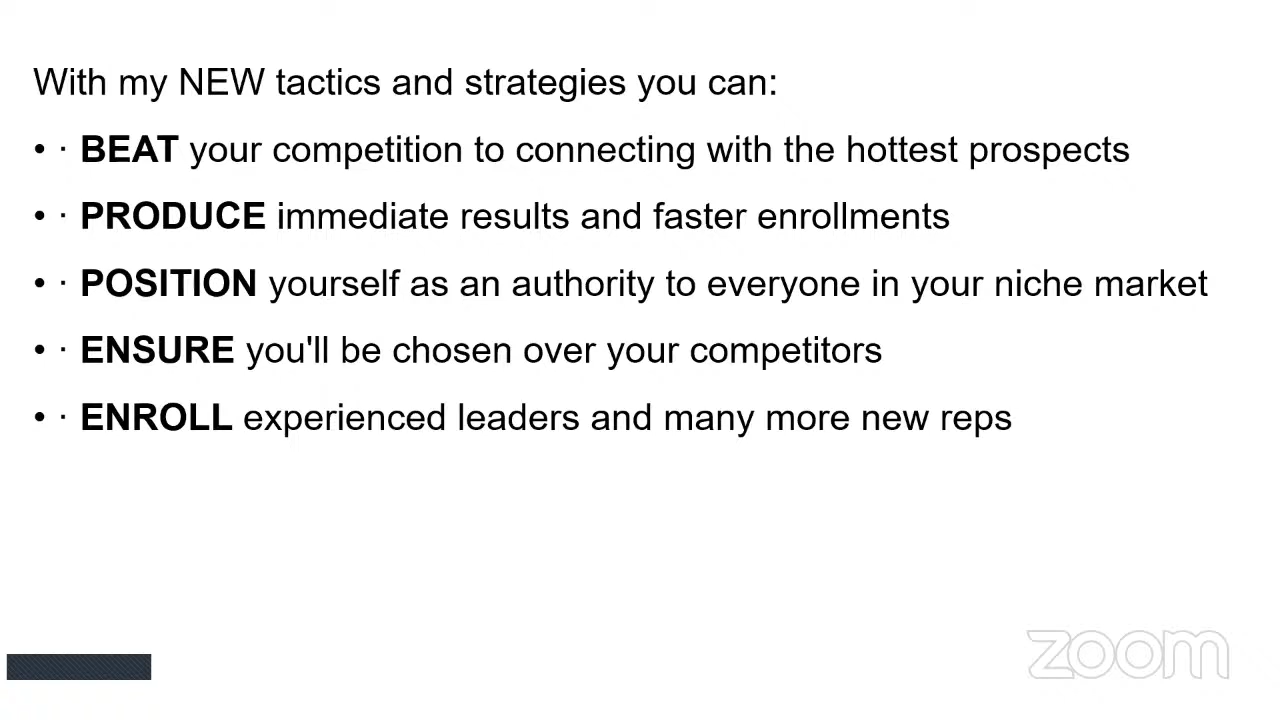 With my NEW tactics and strategies you can:
• · BEAT your competition to connecting with the hottest prospects
• · PRODUCE immediate results and faster enrollments
• · POSITION yourself as an authority to everyone in your niche market
• · ENSURE you'll be chosen over your competitors
• · ENROLL experienced leaders and many more new reps
zoom